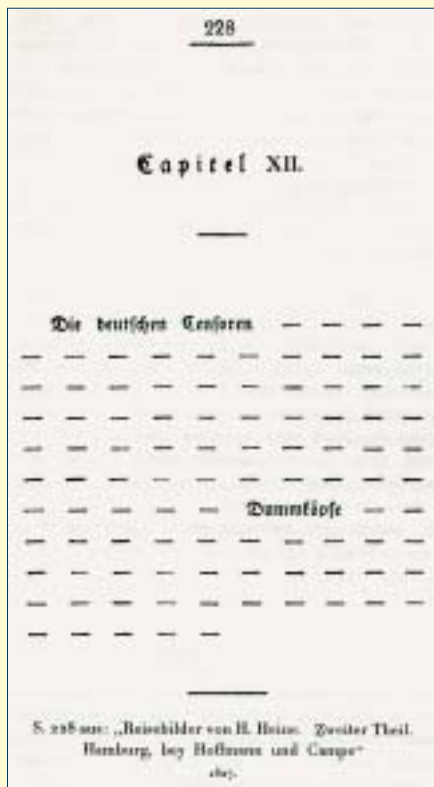 228
Capitel XII.
Die deutschen Censoren — — — —
— — — — — — — — — —
— — — — — — — — — —
— — — — — — — — — —
— — — — — — — — — —
— — — — — — — — — —
— — — — — Dummköpfe — —
— — — — — — — — — —
— — — — — — — — — —
— — — — — — — — — —
— — — — —
S. 228 aus: „Reisebilder von H. Heine. Zweiter Theil.
Hamburg, bey Hoffmann und Campe“
1827.